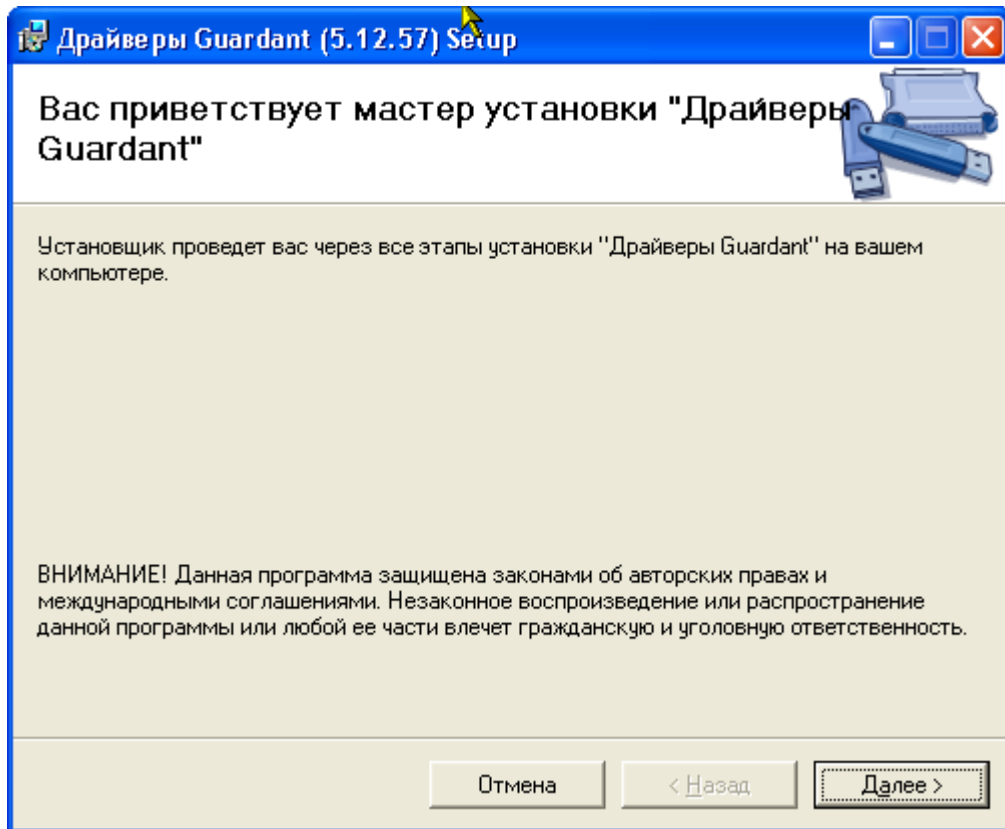 Драйверы Guardant (5.12.57) Setup
Вас приветствует мастер установки "Драйверы
Guardant"
Установщик проведет вас через все этапы установки "Драйверы Guardant" на вашем
компьютере.
ВНИМАНИЕ! Данная программа защищена законами об авторских правах и
международными соглашениями. Незаконное воспроизведение или распространение
данной программы или любой ее части влечет гражданскую и уголовную ответственность.
Отмена
< Назад
Далее >